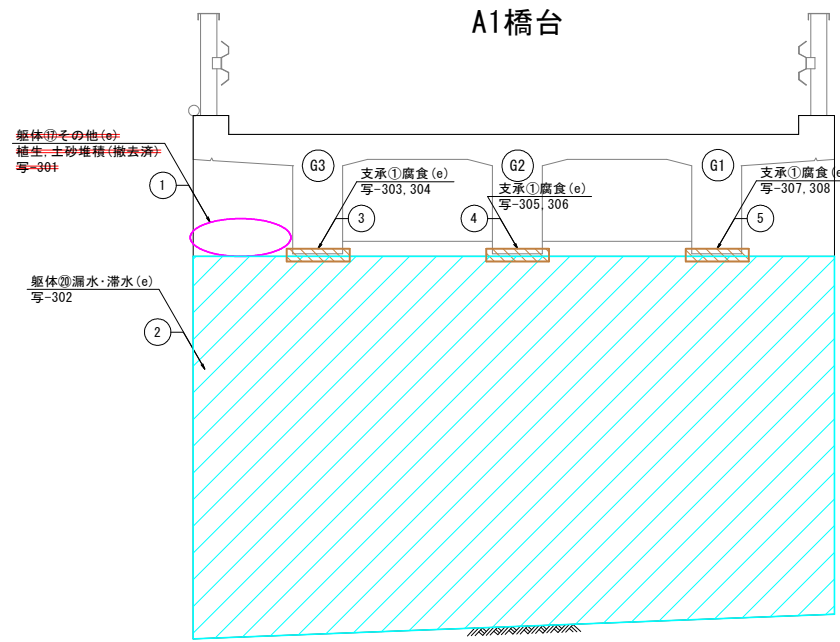 A1橋台
躯体⑰その他(e)
植生,土砂堆積(撤去済)
写-301
①
G3
G2
G1
支承①腐食(e)
写-303,304
③
支承①腐食(e)
写-305,306
④
支承①腐食(e
写-307,308
⑤
躯体⑳漏水・滞水(e)
写-302
②